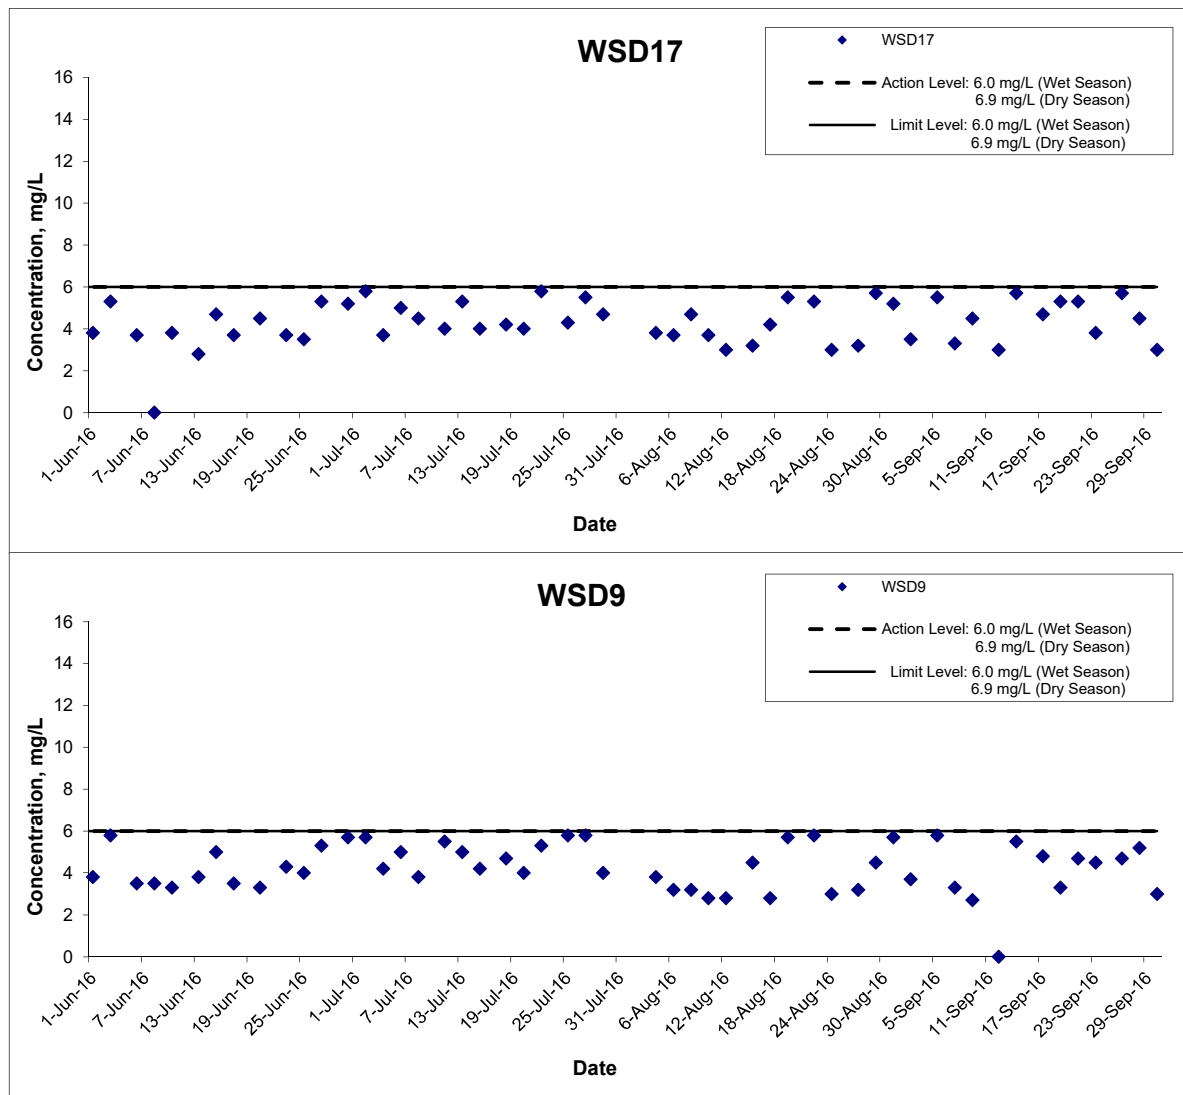 WSD17
WSD17
Action Level: 6.0 mg/L (Wet Season)
6.9 mg/L (Dry Season)
Limit Level: 6.0 mg/L (Wet Season)
6.9 mg/L (Dry Season)
Concentration, mg/L
16
14
12
10
8
6
4
2
0
1-Jun-16
7-Jun-16
13-Jun-16
19-Jun-16
25-Jun-16
1-Jul-16
7-Jul-16
13-Jul-16
19-Jul-16
25-Jul-16
31-Jul-16
6-Aug-16
12-Aug-16
18-Aug-16
24-Aug-16
30-Aug-16
5-Sep-16
11-Sep-16
17-Sep-16
23-Sep-16
29-Sep-16
Date
WSD9
WSD9
Action Level: 6.0 mg/L (Wet Season)
6.9 mg/L (Dry Season)
Limit Level: 6.0 mg/L (Wet Season)
6.9 mg/L (Dry Season)
Concentration, mg/L
16
14
12
10
8
6
4
2
0
1-Jun-16
7-Jun-16
13-Jun-16
19-Jun-16
25-Jun-16
1-Jul-16
7-Jul-16
13-Jul-16
19-Jul-16
25-Jul-16
31-Jul-16
6-Aug-16
12-Aug-16
18-Aug-16
24-Aug-16
30-Aug-16
5-Sep-16
11-Sep-16
17-Sep-16
23-Sep-16
29-Sep-16
Date